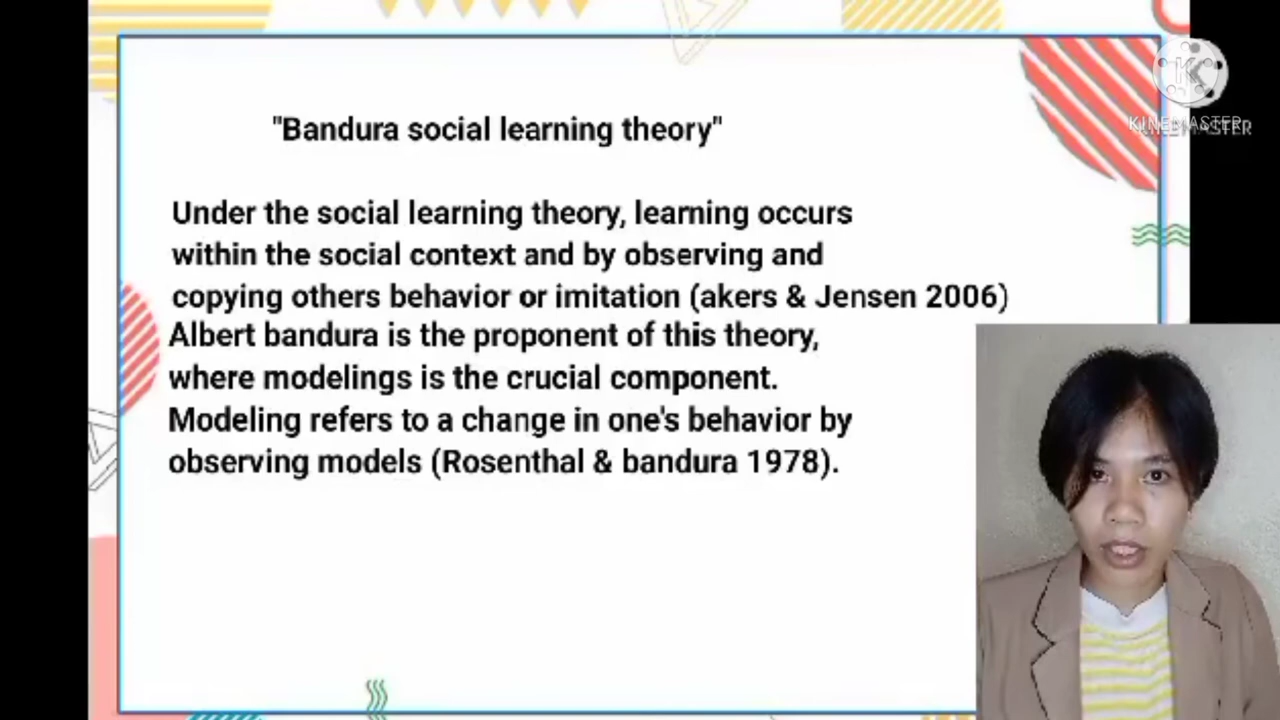 "Bandura social learning theory"
Under the social learning theory, learning occurs
within the social context and by observing and
copying others behavior or imitation (akers & Jensen 2006)
Albert bandura is the proponent of this theory,
where modelings is the crucial component.
Modeling refers to a change in one's behavior by
observing models (Rosenthal & bandura 1978).
KINEMASTER
KINEMASTER